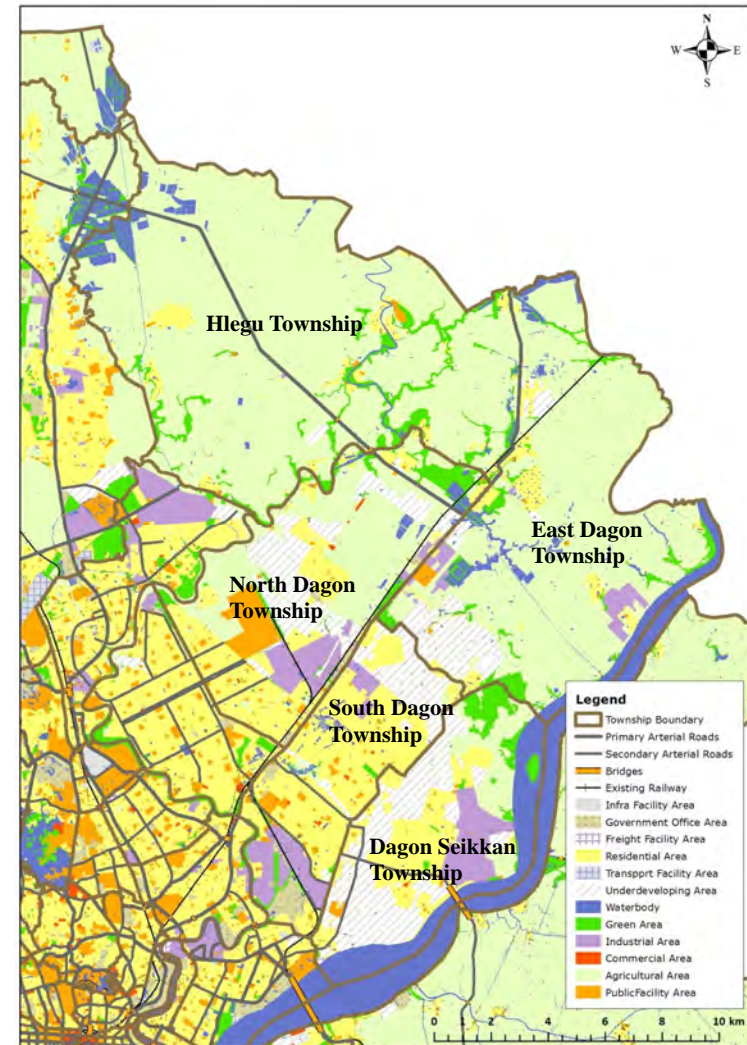 N
W
E
S
Hlegu Township
East Dagon
Township
North Dagon
Township
South Dagon
Township
Dagon Seikkan
Township
Legend
Township Boundary
Primary Arterial Roads
Secondary Arterial Roads
Bridges
Existing Railway
Infra Facility Area
Government Office Area
Freight Facility Area
Residential Area
Transpprt Facility Area
Underdeveloping Area
Waterbody
Green Area
Industrial Area
Commercial Area
Agricultural Area
PublicFacility Area
0 2 4 6 8 10 km